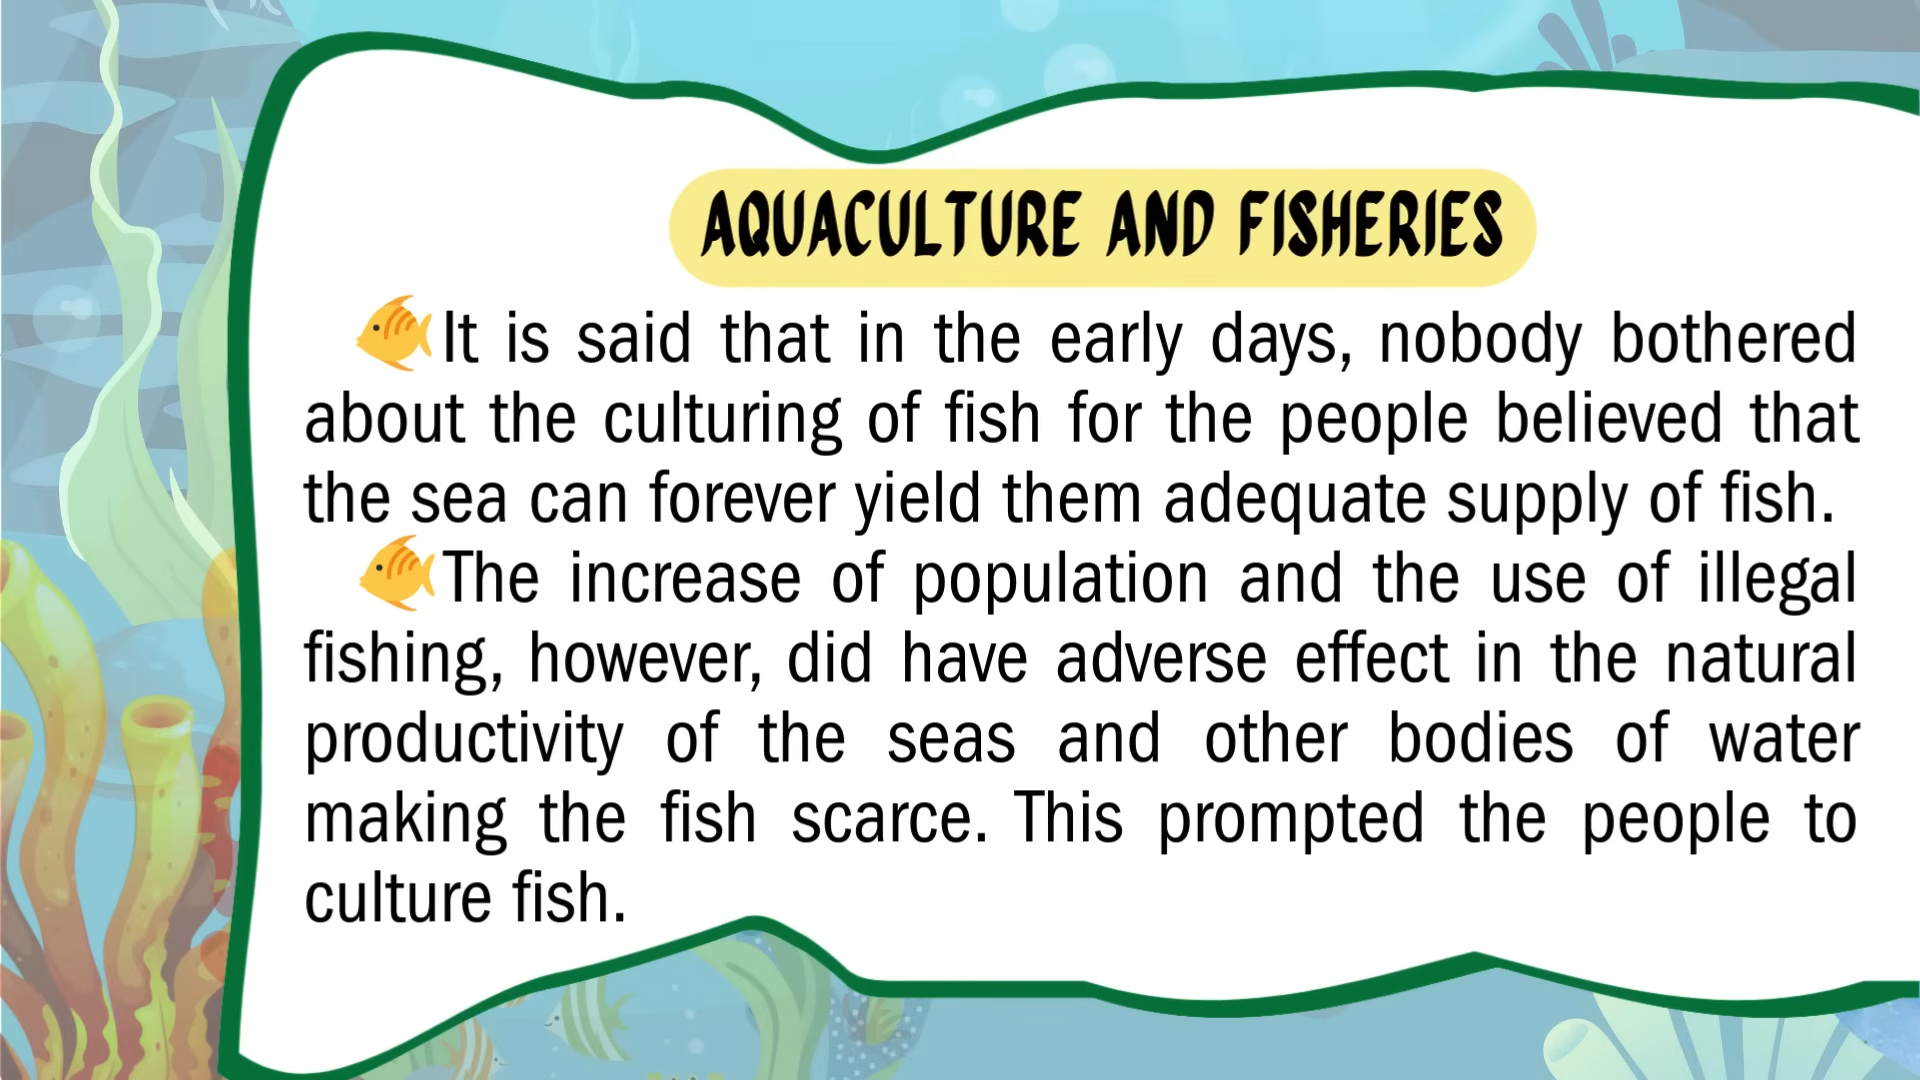 AQUACULTURE AND FISHERIES
It is said that in the early days, nobody bothered
about the culturing of fish for the people believed that
the sea can forever yield them adequate supply of fish.
The increase of population and the use of illegal
fishing, however, did have adverse effect in the natural
productivity of the seas and other bodies of water
making the fish scarce. This prompted the people to
culture fish.